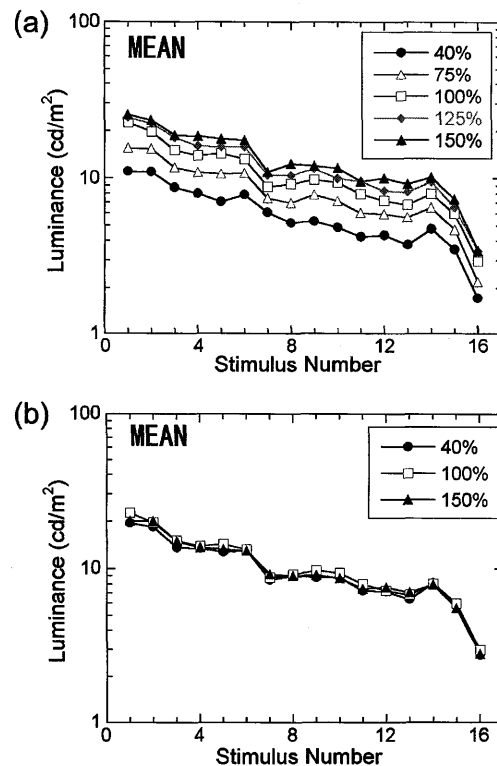 (a)
100
MEAN
40%
75%
100%
125%
150%
10
1
Luminance (cd/m²)
0 4 8 12 16
Stimulus Number
(b)
100
MEAN
40%
100%
150%
10
1
Luminance (cd/m²)
0 4 8 12 16
Stimulus Number